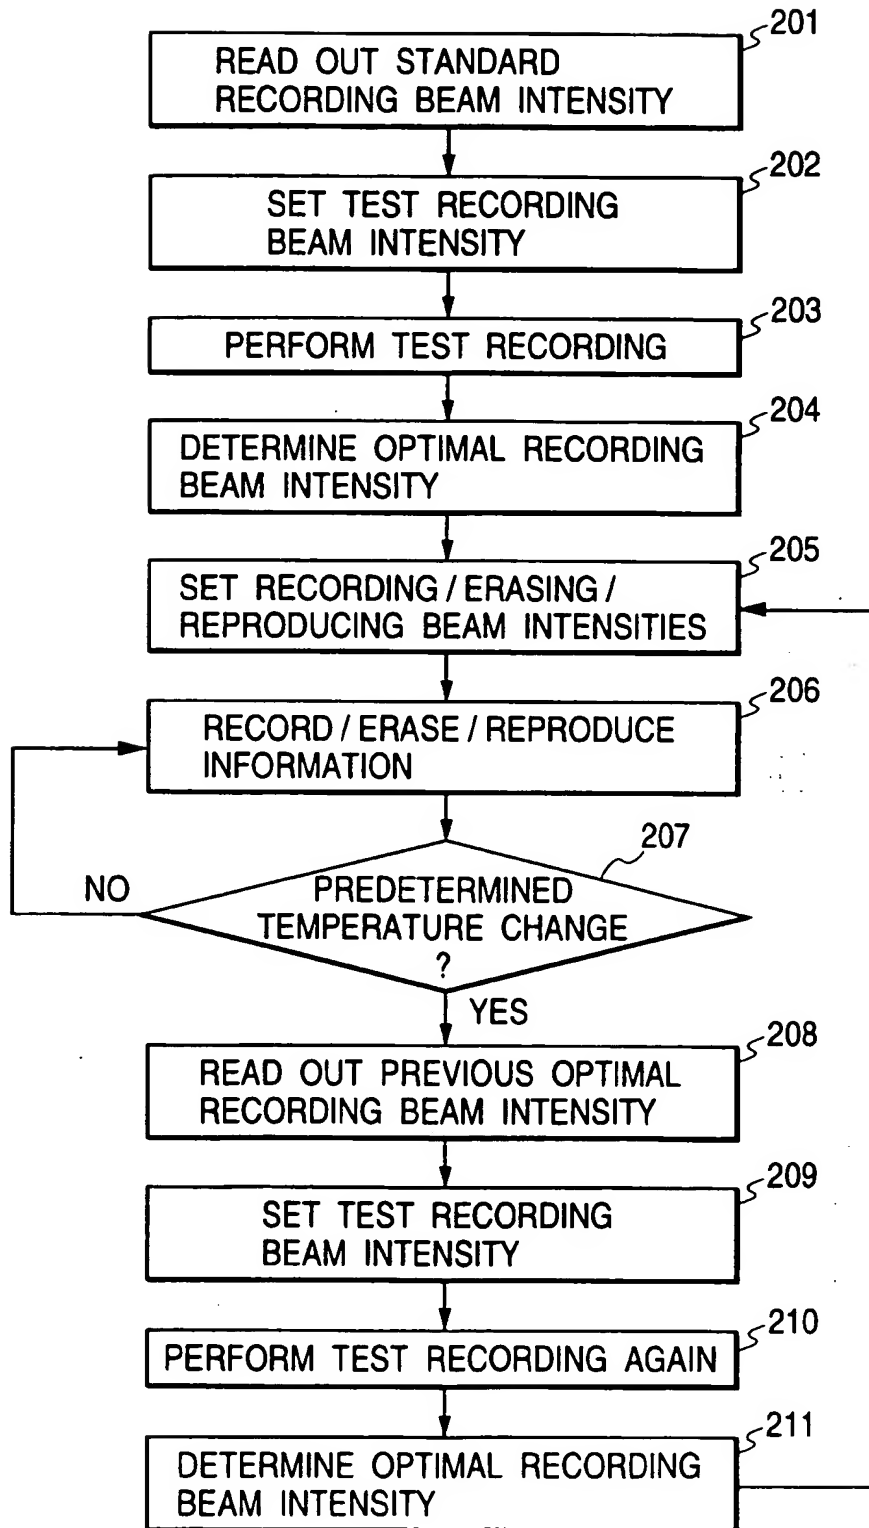 201
READ OUT STANDARD
RECORDING BEAM INTENSITY
202
SET TEST RECORDING
BEAM INTENSITY
203
PERFORM TEST RECORDING
204
DETERMINE OPTIMAL RECORDING
BEAM INTENSITY
205
SET RECORDING / ERASING /
REPRODUCING BEAM INTENSITIES
206
RECORD / ERASE / REPRODUCE
INFORMATION
207
NO
PREDETERMINED
TEMPERATURE CHANGE
?
YES
208
READ OUT PREVIOUS OPTIMAL
RECORDING BEAM INTENSITY
209
SET TEST RECORDING
BEAM INTENSITY
210
PERFORM TEST RECORDING AGAIN
211
DETERMINE OPTIMAL RECORDING
BEAM INTENSITY